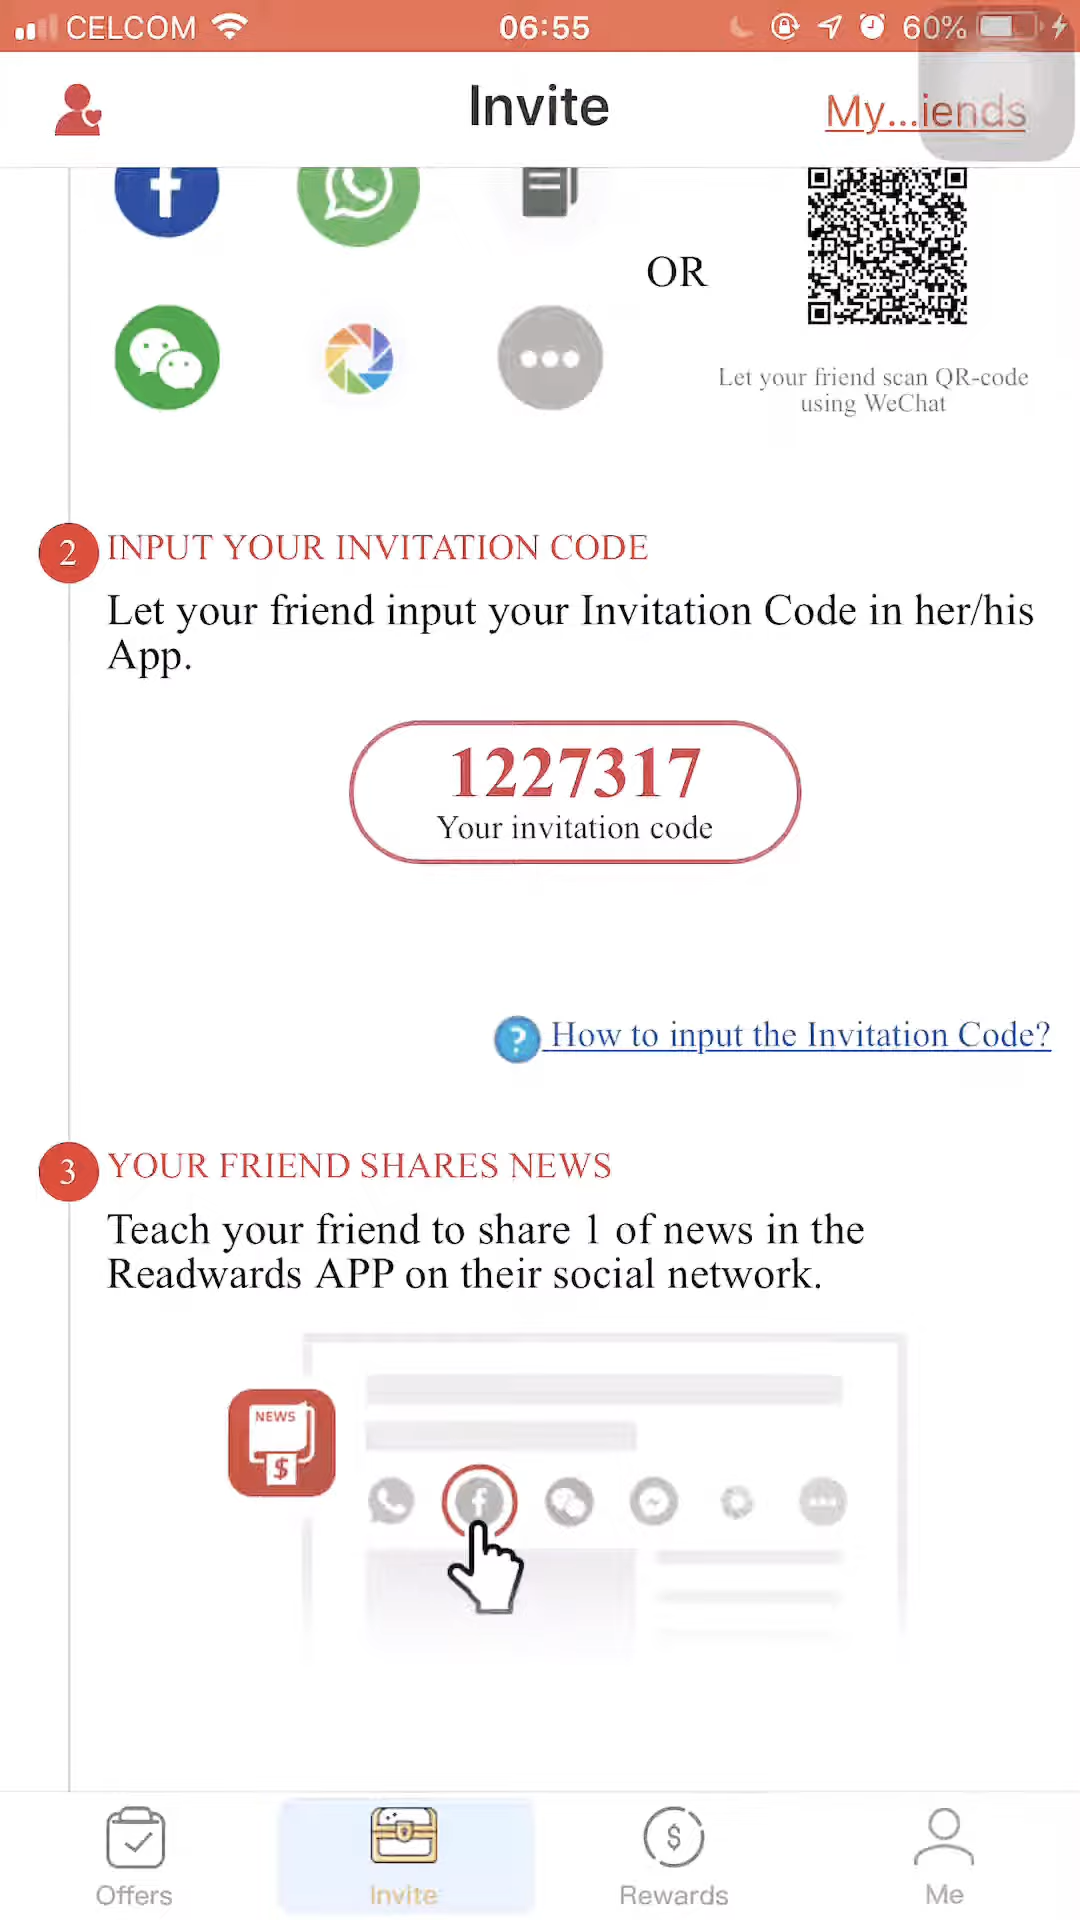 CELCOM 06:55 60%
Invite
My...iends
OR
Let your friend scan QR-code
using WeChat
2 INPUT YOUR INVITATION CODE
Let your friend input your Invitation Code in her/his
App.
1227317
Your invitation code
? How to input the Invitation Code?
3 YOUR FRIEND SHARES NEWS
Teach your friend to share 1 of news in the
Readwards APP on their social network.
NEWS
$
Offers
Invite
Rewards
Me